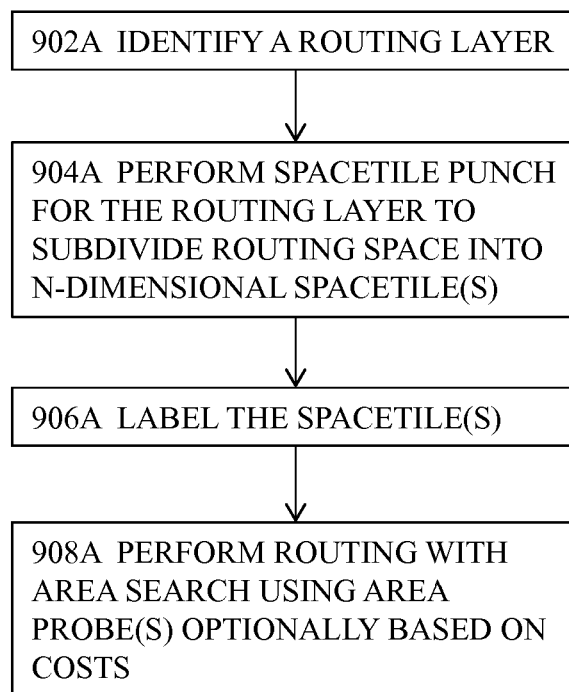 902A IDENTIFY A ROUTING LAYER
904A PERFORM SPACETILE PUNCH
FOR THE ROUTING LAYER TO
SUBDIVIDE ROUTING SPACE INTO
N-DIMENSIONAL SPACETILE(S)
906A LABEL THE SPACETILE(S)
908A PERFORM ROUTING WITH
AREA SEARCH USING AREA
PROBE(S) OPTIONALLY BASED ON
COSTS